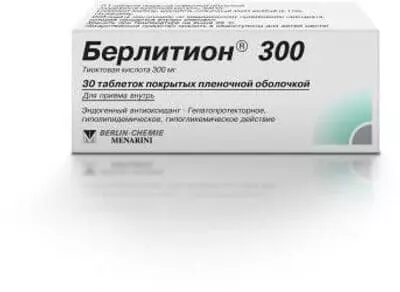 Берлитион® 300
Тиоктовая кислота 300 мг
30 таблеток покрытых пленочной оболочкой
Для приема внутрь
Эндогенный антиоксидант - Гепатопротекторное,
гиполипидемическое, гипогликемическое действие
BERLIN-CHEMIE
MENARINI